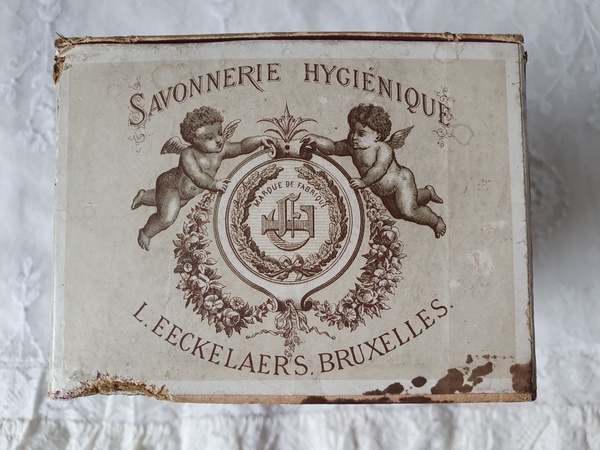 SAVONNERIE HYGIÉNIQUE
MARQUE DE FABRIQUE
L. EECKELAERS. BRUXELLES.